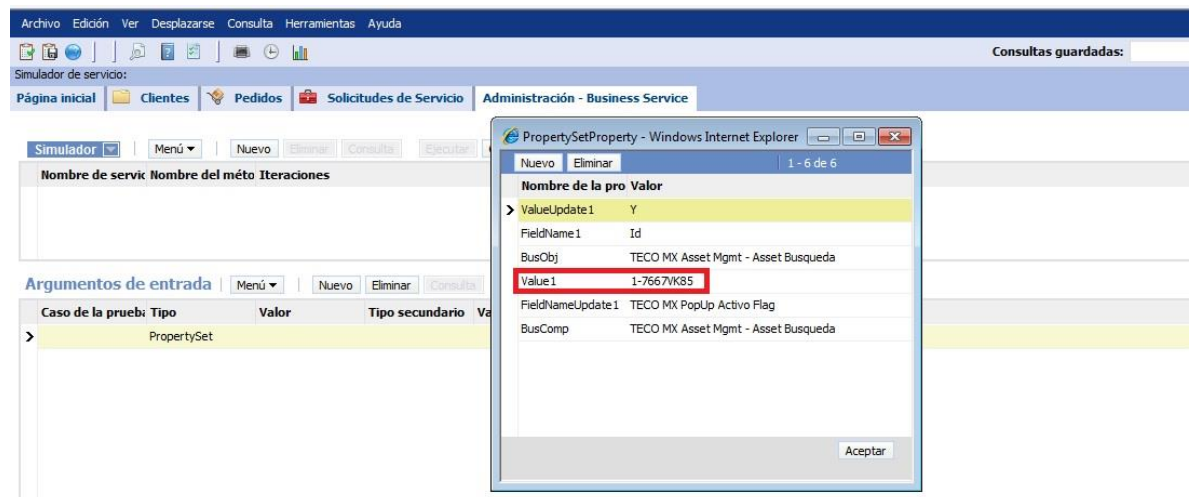 Archivo Edición Ver Desplazarse Consulta Herramientas Ayuda
Consultas guardadas:
Simulador de servicio:
Página inicial Clientes Pedidos Solicitudes de Servicio Administración - Business Service
Simulador Menú Nuevo Eliminar Consulta Ejecutar
Nombre de servic Nombre del méto Iteraciones
Argumentos de entrada Menú Nuevo Eliminar Consulta
Caso de la prueba Tipo Valor Tipo secundario Va
PropertySet
PropertySetProperty - Windows Internet Explorer
Nuevo Eliminar 1 - 6 de 6
Nombre de la pro Valor
ValueUpdate1 Y
FieldName1 Id
BusObj TECO MX Asset Mgmt - Asset Busqueda
Value1 1-7667VK85
FieldNameUpdate1 TECO MX PopUp Activo Flag
BusComp TECO MX Asset Mgmt - Asset Busqueda
Aceptar